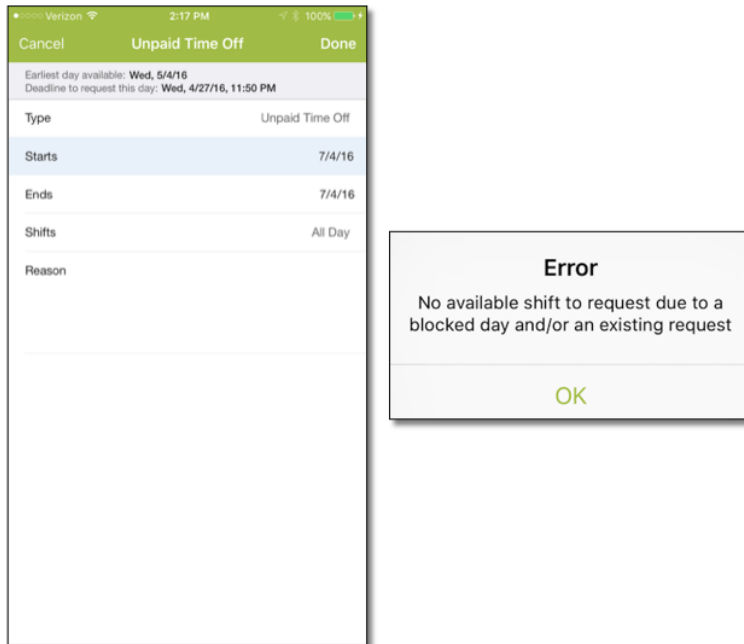 Verizon 2:17 PM 100%
Cancel Unpaid Time Off Done
Earliest day available: Wed, 5/4/16
Deadline to request this day: Wed, 4/27/16, 11:50 PM
Type Unpaid Time Off
Starts 7/4/16
Ends 7/4/16
Shifts All Day
Reason
Error
No available shift to request due to a
blocked day and/or an existing request
OK